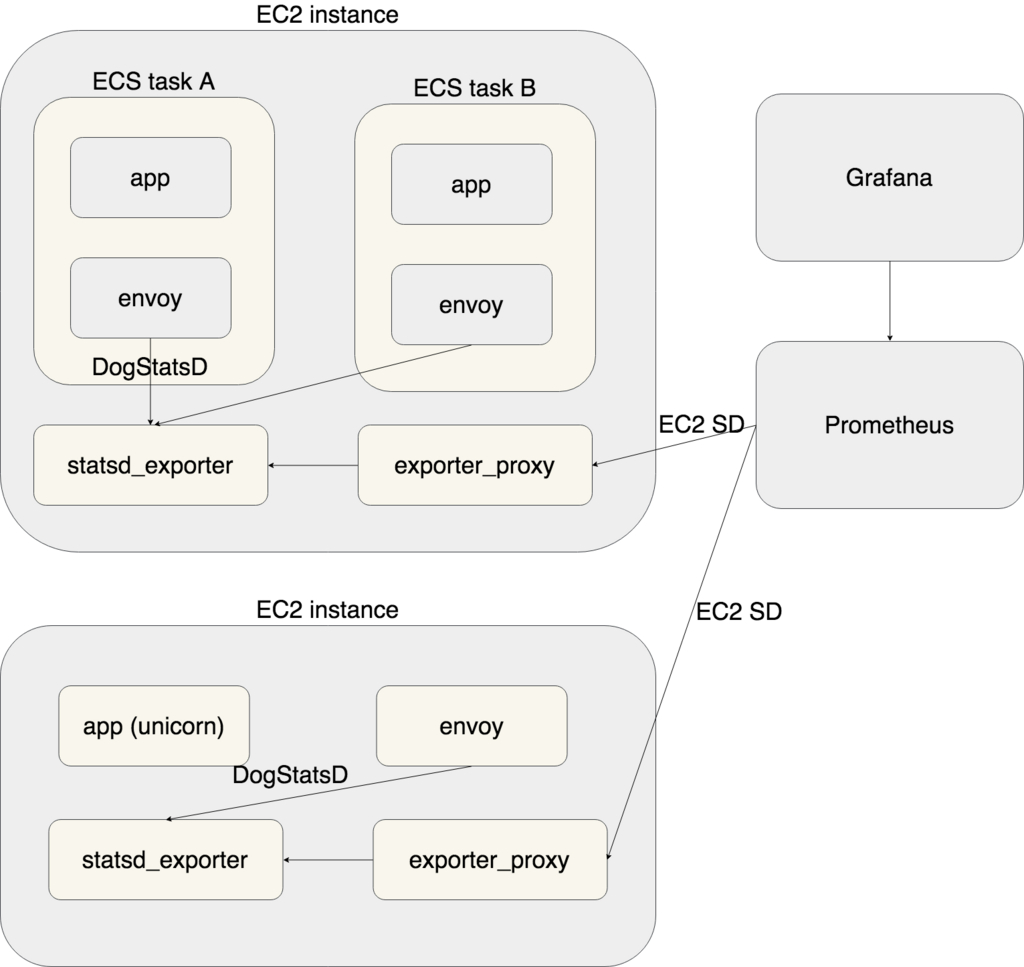 EC2 instance
ECS task A
ECS task B
app
app
Grafana
envoy
envoy
DogStatsD
EC2 SD
Prometheus
statsd_exporter
exporter_proxy
EC2 instance
EC2 SD
app (unicorn)
envoy
DogStatsD
statsd_exporter
exporter_proxy